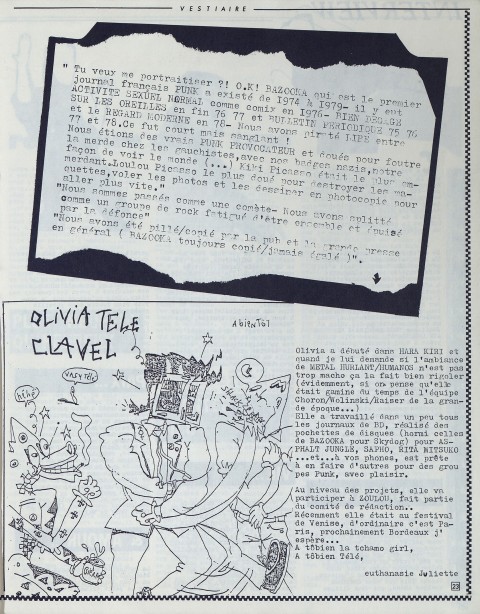 VESTIAIRE
" Tu veux me portraitiser ?! O.K! BAZOOKA qui est le premier
journal français PUNK a existé de I974 à I979- il y eut
ACTIVITE SEXUEL NORMAL comme comix en I976- BIEN DEGAGE
SUR LES OREILLES en fin 76 77 et BULLETIN PERIODIQUE 75 76
et le REGARD MODERNE en 78- Nous avons piraté LIBE entre
77 et 78.Ce fut court mais sanglant !
Nous étions des vrais PUNK PROVOCATEUR et doués pour foutre
la merde chez les gauchistes,avec nos badges nazis,notre
façon de voir le monde (...) Kiki Picasso était le plus em-
merdant.Loulou Picasso le plus doué pour destroyer les ma-
quettes,voler les photos et les dessiner en photocopie pour
aller plus vite."
"Nous sommes passés comme une comète- Nous avons splitté
comme un groupe de rock fatigué d'être ensemble et épuisé
par la défonce"
"Nous avons été pillé/copié par la pub et la grande presse
en général ( BAZOOKA toujours copié/jamais égalé )".
OLIVIA TELE
CLAVEL
A BIENTÔT
VAZY TÉLÉ
hihé
Olivia a débuté dans HARA KIRI et
quand je lui demande si l'ambiance
de METAL HURLANT/HUMANOS n'est pas
trop macho ça la fait bien rigoler
(évidemment, si on pense qu'elle
était gamine du temps de l'équipe
Choron/Wolinski/Reiser de la gran-
de époque...)
Elle a travaillé dans un peu tous
les journaux de BD, réalisé des
pochettes de disques (hormi celles
de BAZOOKA pour Skydog) pour AS-
PHALT JUNGLE, SAPHO, RITA MITSUKO
...et...à vos phones, est prête
à en faire d'autres pour des grou
pes Punk, avec plaisir.
Au niveau des projets, elle va
participer à ZOULOU, fait partie
du comité de rédaction..
Récemment elle était au festival
de Venise, d'ordinaire c'est Pa-
ris, prochainement Bordeaux j'
espère...
A tôbien la tchamo girl,
A tôbien Télé,
euthanasie Juliette
23